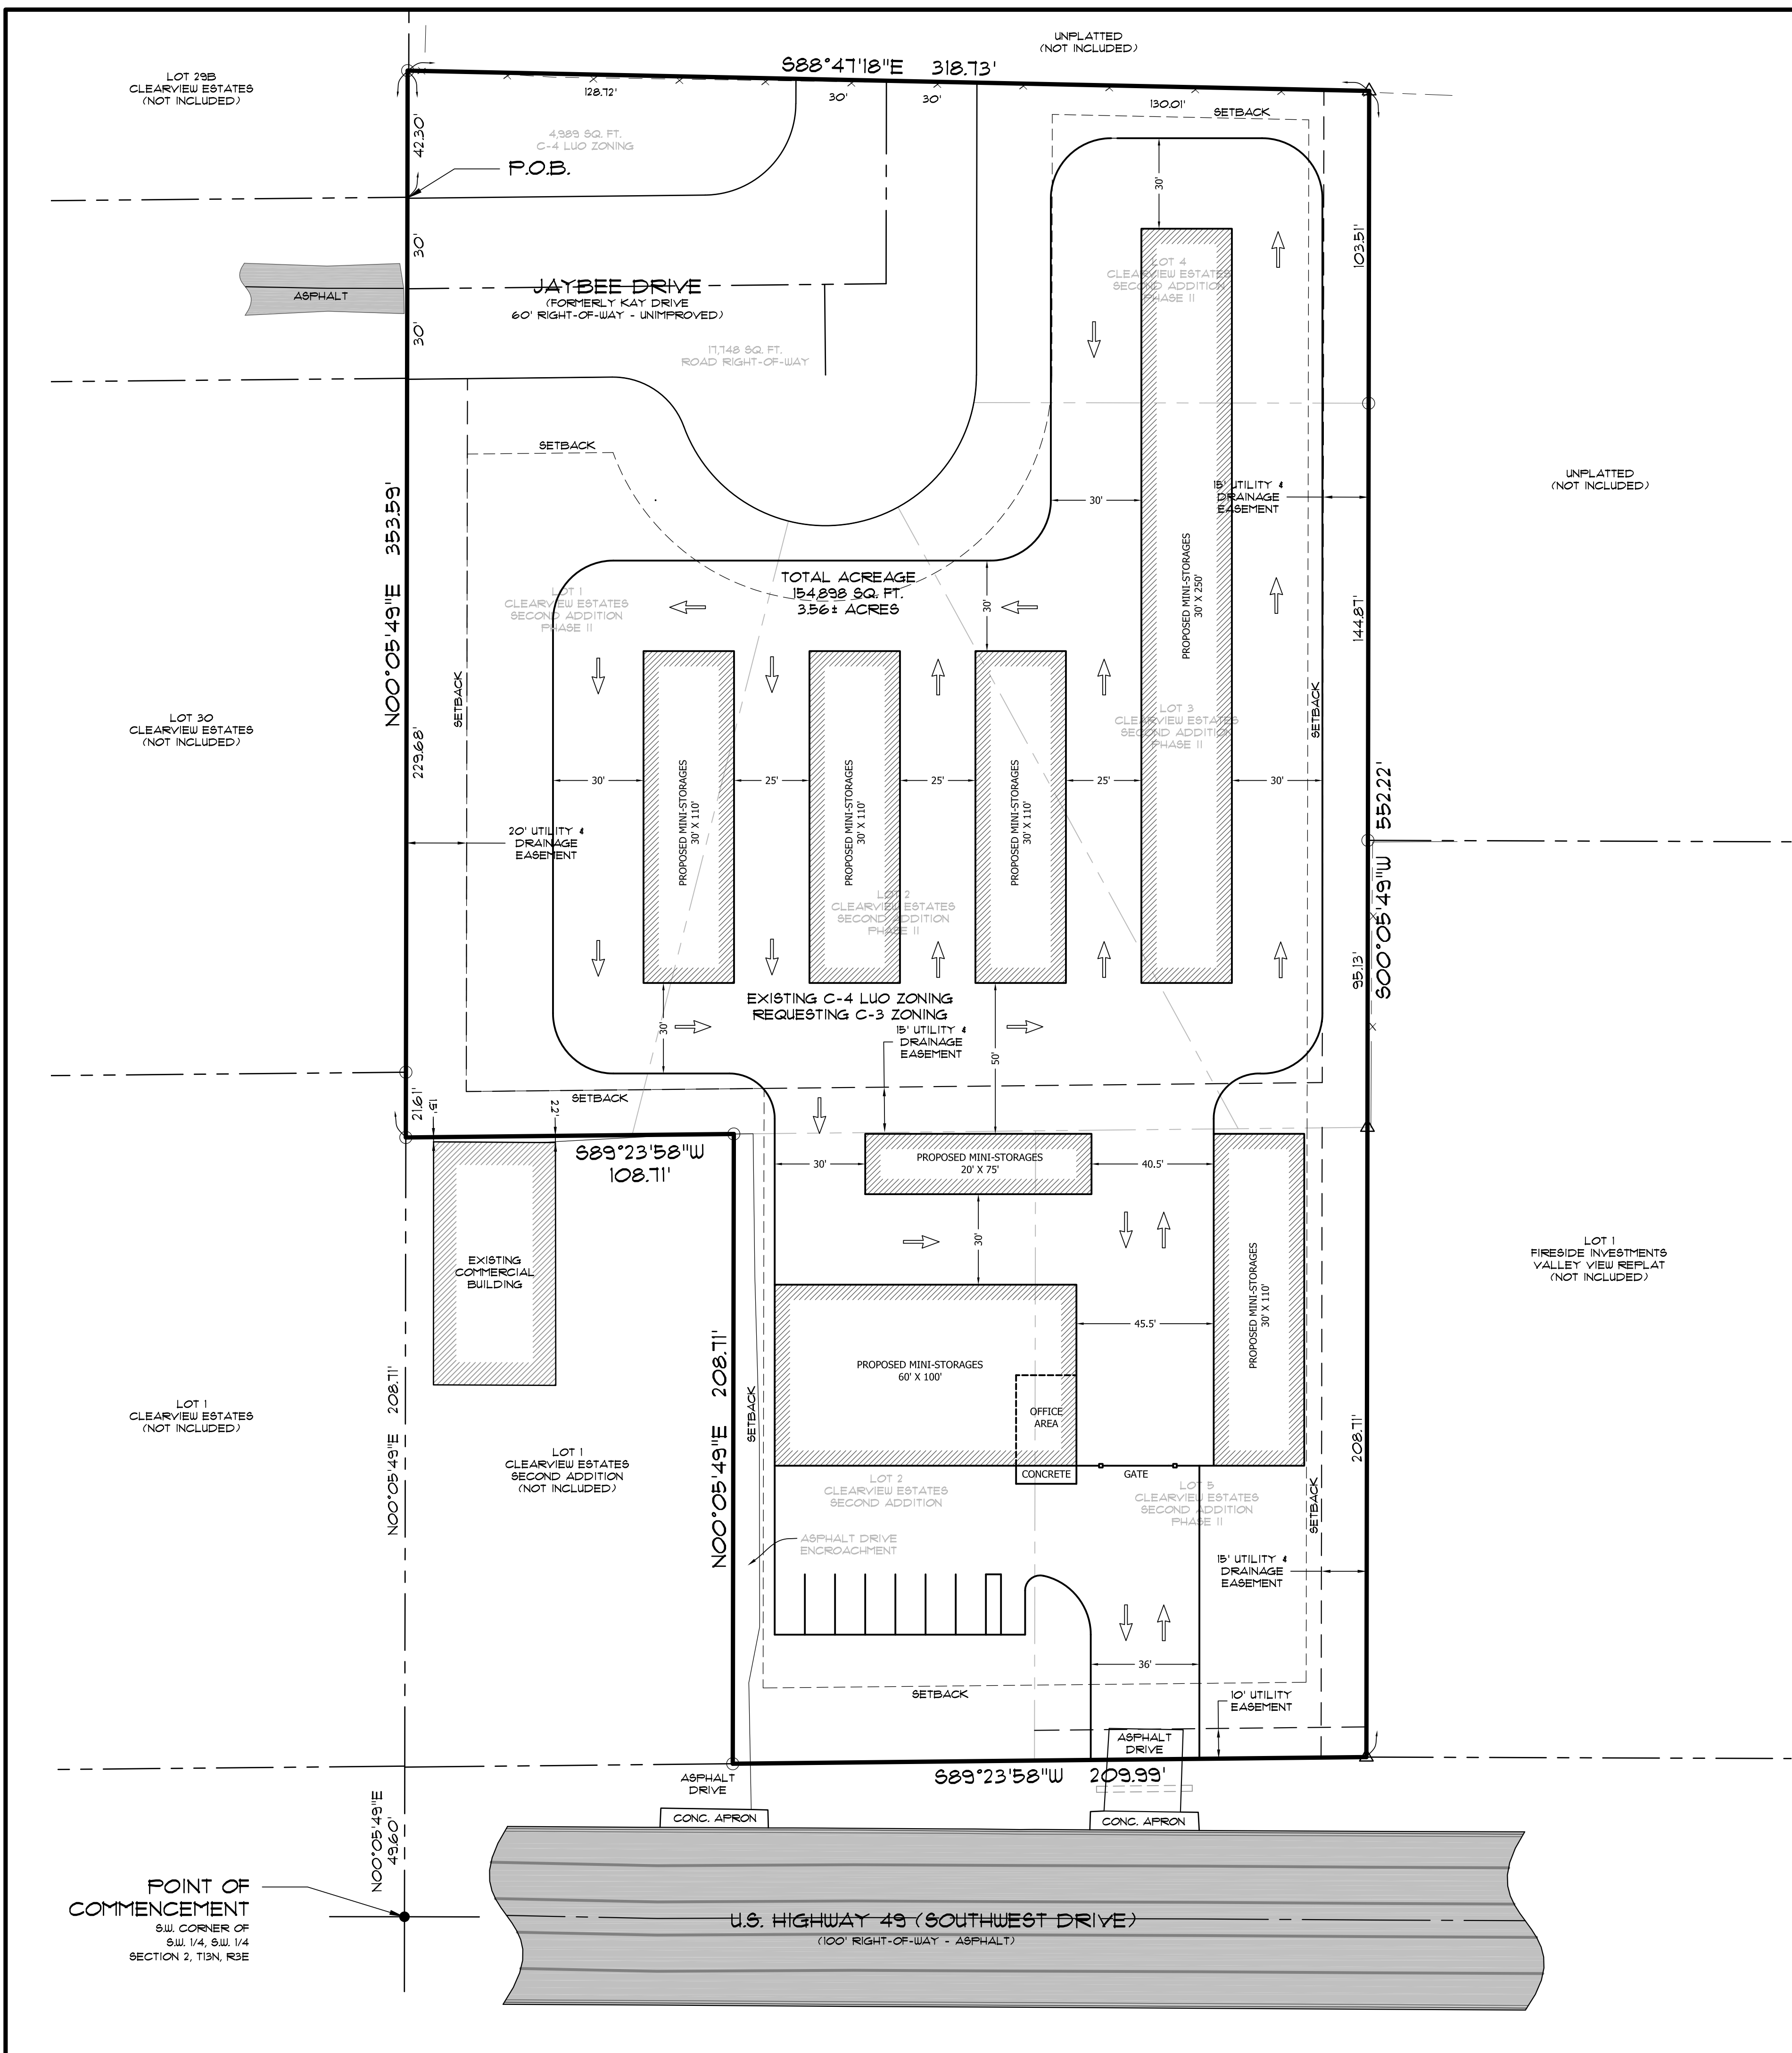 UNPLATTED
(NOT INCLUDED)
S88°47'18"E 318.73'
LOT 29B
CLEARVIEW ESTATES
(NOT INCLUDED)
128.72'
30'
30'
130.01'
SETBACK
42.30'
4,989 SQ. FT.
C-4 LUO ZONING
P.O.B.
30'
30'
103.51'
JAYBEE DRIVE
(FORMERLY KAY DRIVE
60' RIGHT-OF-WAY - UNIMPROVED)
ASPHALT
30'
LOT 4
CLEARVIEW ESTATES
SECOND ADDITION
PHASE II
17,748 SQ. FT.
ROAD RIGHT-OF-WAY
SETBACK
UNPLATTED
(NOT INCLUDED)
15' UTILITY &
DRAINAGE
EASEMENT
30'
N00°05'49"E 353.59'
PROPOSED MINI-STORAGES
30' X 250'
TOTAL ACREAGE
154,898 SQ. FT.
3.56± ACRES
LOT 1
CLEARVIEW ESTATES
SECOND ADDITION
PHASE II
30'
144.87'
SETBACK
SETBACK
LOT 30
CLEARVIEW ESTATES
(NOT INCLUDED)
LOT 3
CLEARVIEW ESTATES
SECOND ADDITION
PHASE II
229.68'
30'
25'
25'
25'
30'
S00°05'49"W 552.22'
PROPOSED MINI-STORAGES
30' X 110'
PROPOSED MINI-STORAGES
30' X 110'
PROPOSED MINI-STORAGES
30' X 110'
20' UTILITY &
DRAINAGE
EASEMENT
LOT 2
CLEARVIEW ESTATES
SECOND ADDITION
PHASE II
95.13'
EXISTING C-4 LUO ZONING
REQUESTING C-3 ZONING
30'
15' UTILITY &
DRAINAGE
EASEMENT
50'
21.61'
1.5'
2.2'
SETBACK
S89°23'58"W
108.71'
PROPOSED MINI-STORAGES
20' X 75'
30'
40.5'
30'
EXISTING
COMMERCIAL
BUILDING
LOT 1
FIRESIDE INVESTMENTS
VALLEY VIEW REPLAT
(NOT INCLUDED)
PROPOSED MINI-STORAGES
30' X 110'
45.5'
PROPOSED MINI-STORAGES
60' X 100'
OFFICE
AREA
N00°05'49"E 208.71'
N00°05'49"E 208.71'
SETBACK
208.71'
LOT 1
CLEARVIEW ESTATES
(NOT INCLUDED)
LOT 1
CLEARVIEW ESTATES
SECOND ADDITION
(NOT INCLUDED)
CONCRETE
GATE
LOT 2
CLEARVIEW ESTATES
SECOND ADDITION
LOT 5
CLEARVIEW ESTATES
SECOND ADDITION
PHASE II
SETBACK
ASPHALT DRIVE
ENCROACHMENT
15' UTILITY &
DRAINAGE
EASEMENT
36'
SETBACK
10' UTILITY
EASEMENT
ASPHALT
DRIVE
S89°23'58"W 209.99'
ASPHALT
DRIVE
CONC. APRON
CONC. APRON
N00°05'49"E
49.60'
POINT OF
COMMENCEMENT
S.W. CORNER OF
S.W. 1/4, S.W. 1/4
SECTION 2, T13N, R3E
U.S. HIGHWAY 49 (SOUTHWEST DRIVE)
(100' RIGHT-OF-WAY - ASPHALT)